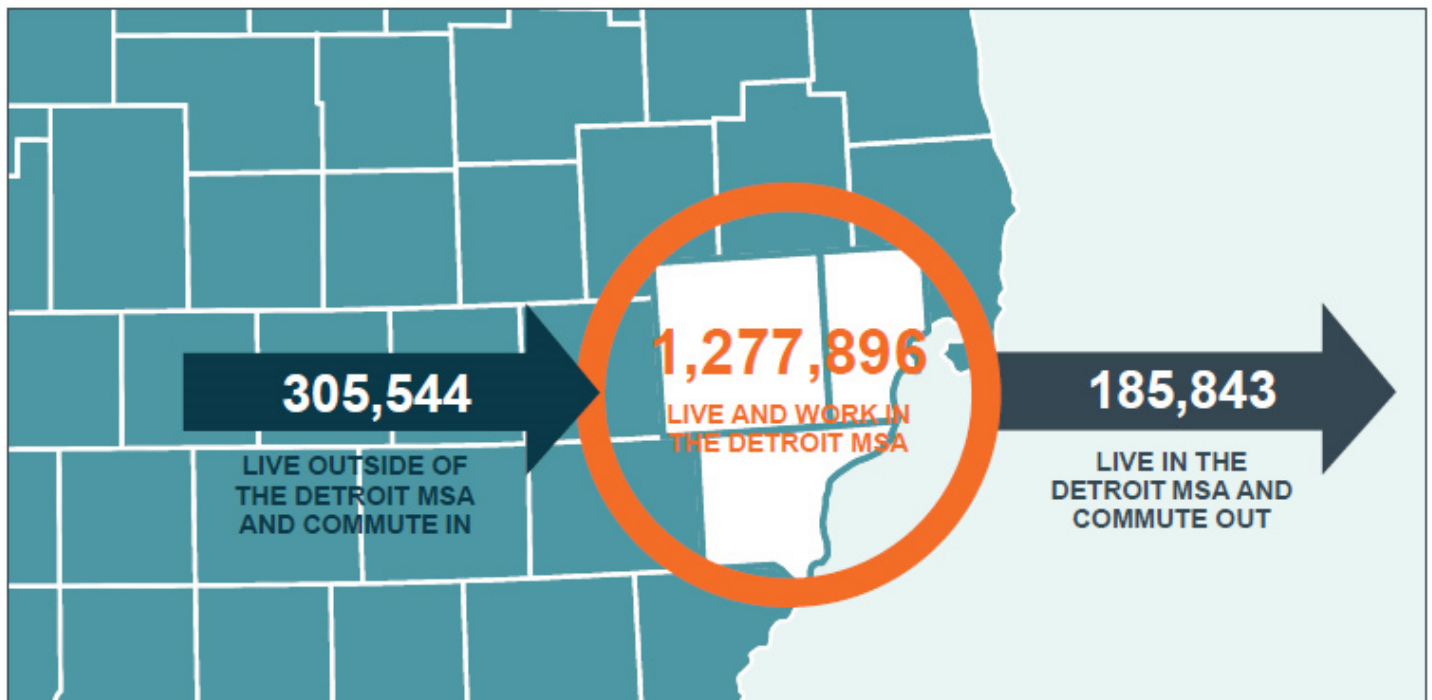 305,544
LIVE OUTSIDE OF
THE DETROIT MSA
AND COMMUTE IN
1,277,896
LIVE AND WORK IN
THE DETROIT MSA
185,843
LIVE IN THE
DETROIT MSA AND
COMMUTE OUT